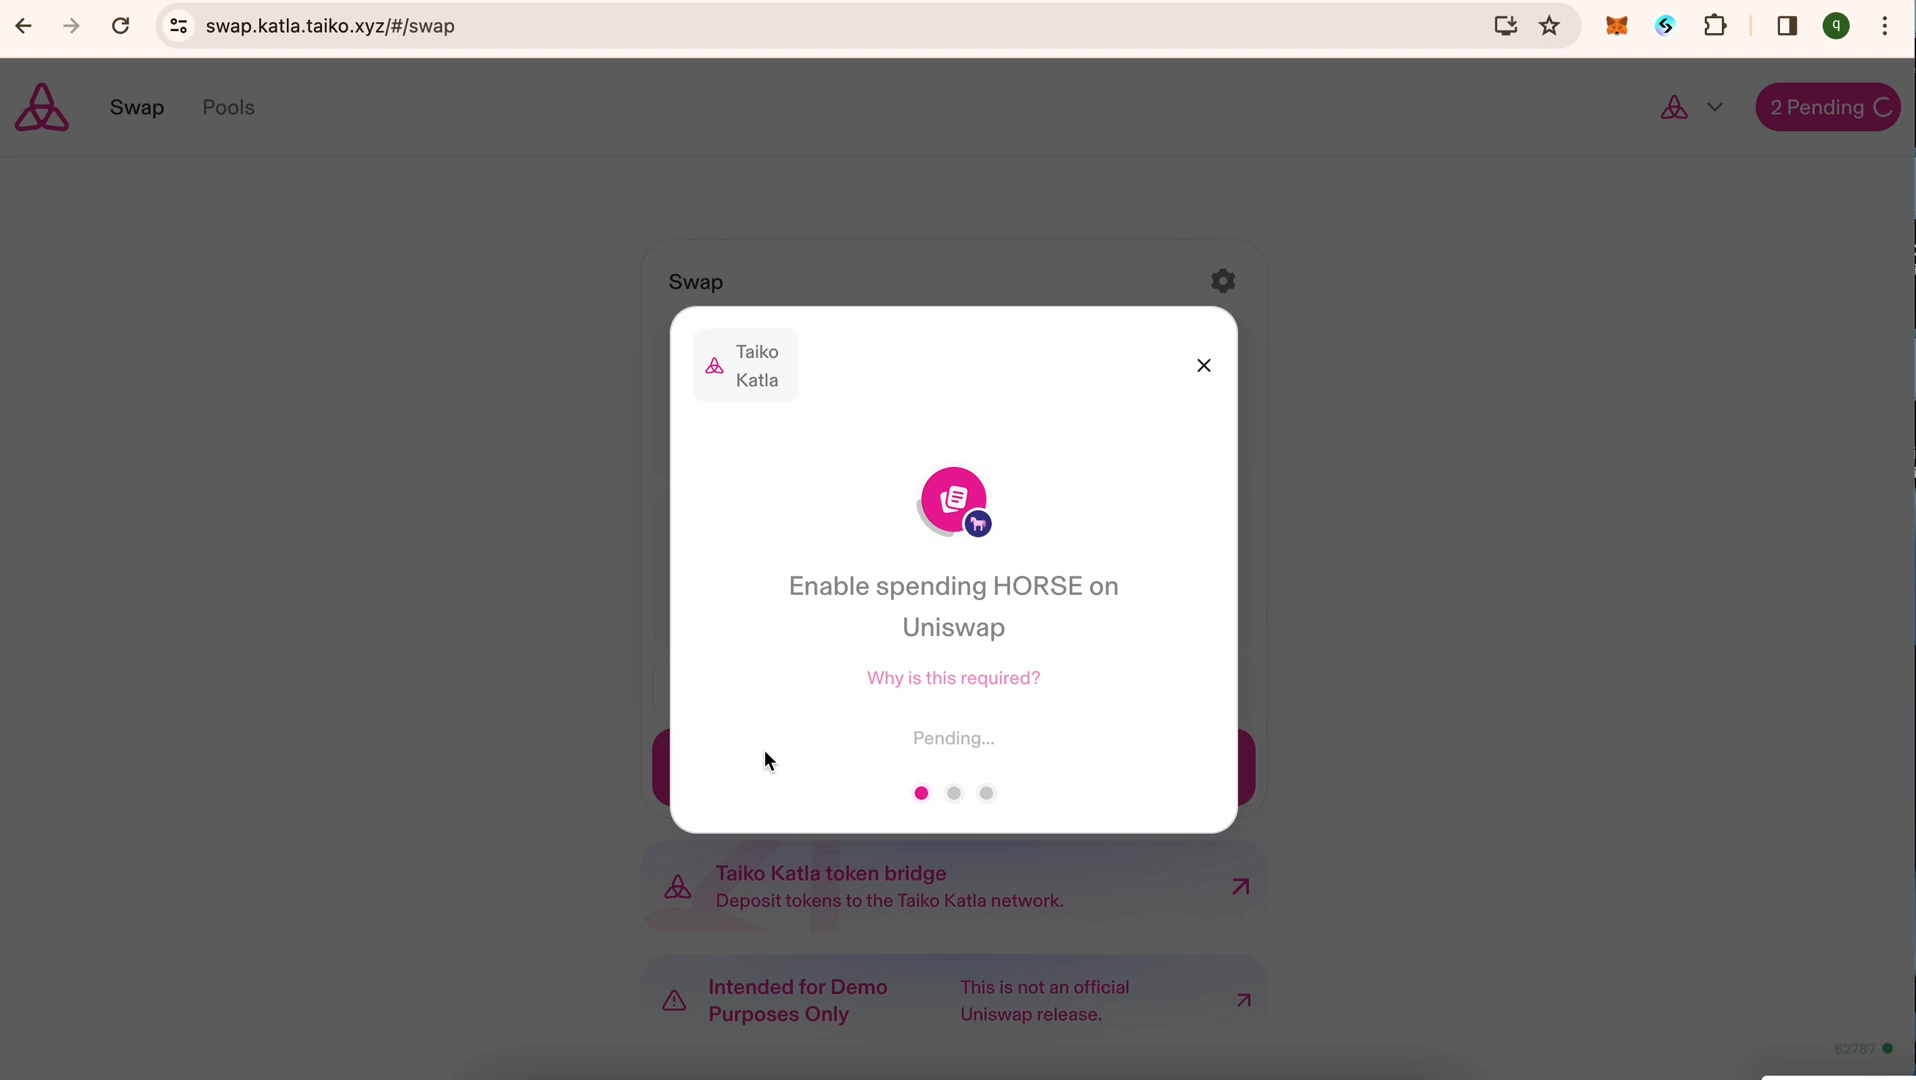 swap.katla.taiko.xyz/#/swap
q
Swap
Pools
2 Pending
Swap
Taiko
Katla
Enable spending HORSE on
Uniswap
Why is this required?
Pending...
Taiko Katla token bridge
Deposit tokens to the Taiko Katla network.
Intended for Demo
Purposes Only
This is not an official
Uniswap release.
62787